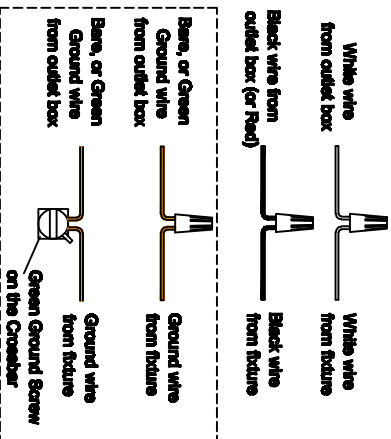 White wire
from outlet box
White wire
from fixture
Black wire from
outlet box (or Red)
Black wire
from fixture
Bare, or Green
Ground wire
from outlet box
Ground wire
from fixture
Bare, or Green
Ground wire
from outlet box
Ground wire
from fixture
Green Ground Screw
on the Crossbar